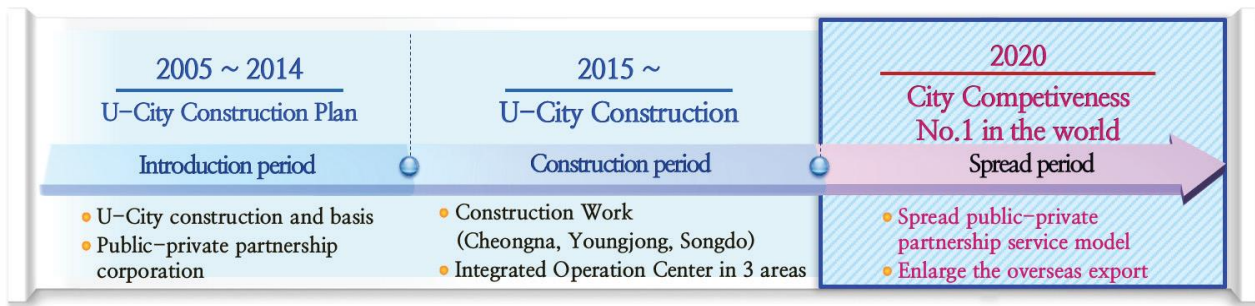 2005 ~ 2014
U-City Construction Plan
Introduction period
U-City construction and basis
Public-private partnership
corporation
2015 ~
U-City Construction
Construction period
Construction Work
(Cheongna, Youngjong, Songdo)
Integrated Operation Center in 3 areas
2020
City Competiveness
No.1 in the world
Spread period
Spread public-private
partnership service model
Enlarge the overseas export